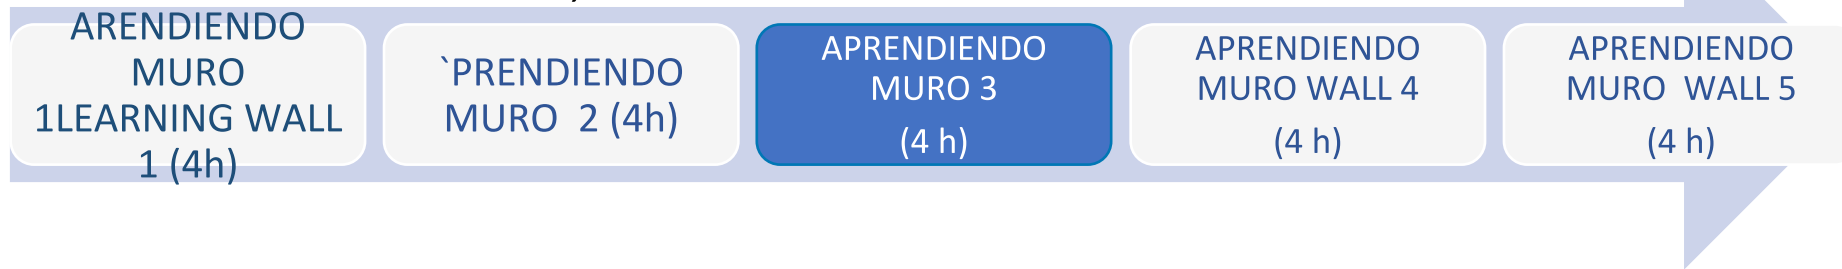 ARENDIENDO
MURO
1LEARNING WALL
1 (4h)
`PRENDIENDO
MURO 2 (4h)
APRENDIENDO
MURO 3
(4 h)
APRENDIENDO
MURO WALL 4
(4 h)
APRENDIENDO
MURO WALL 5
(4 h)